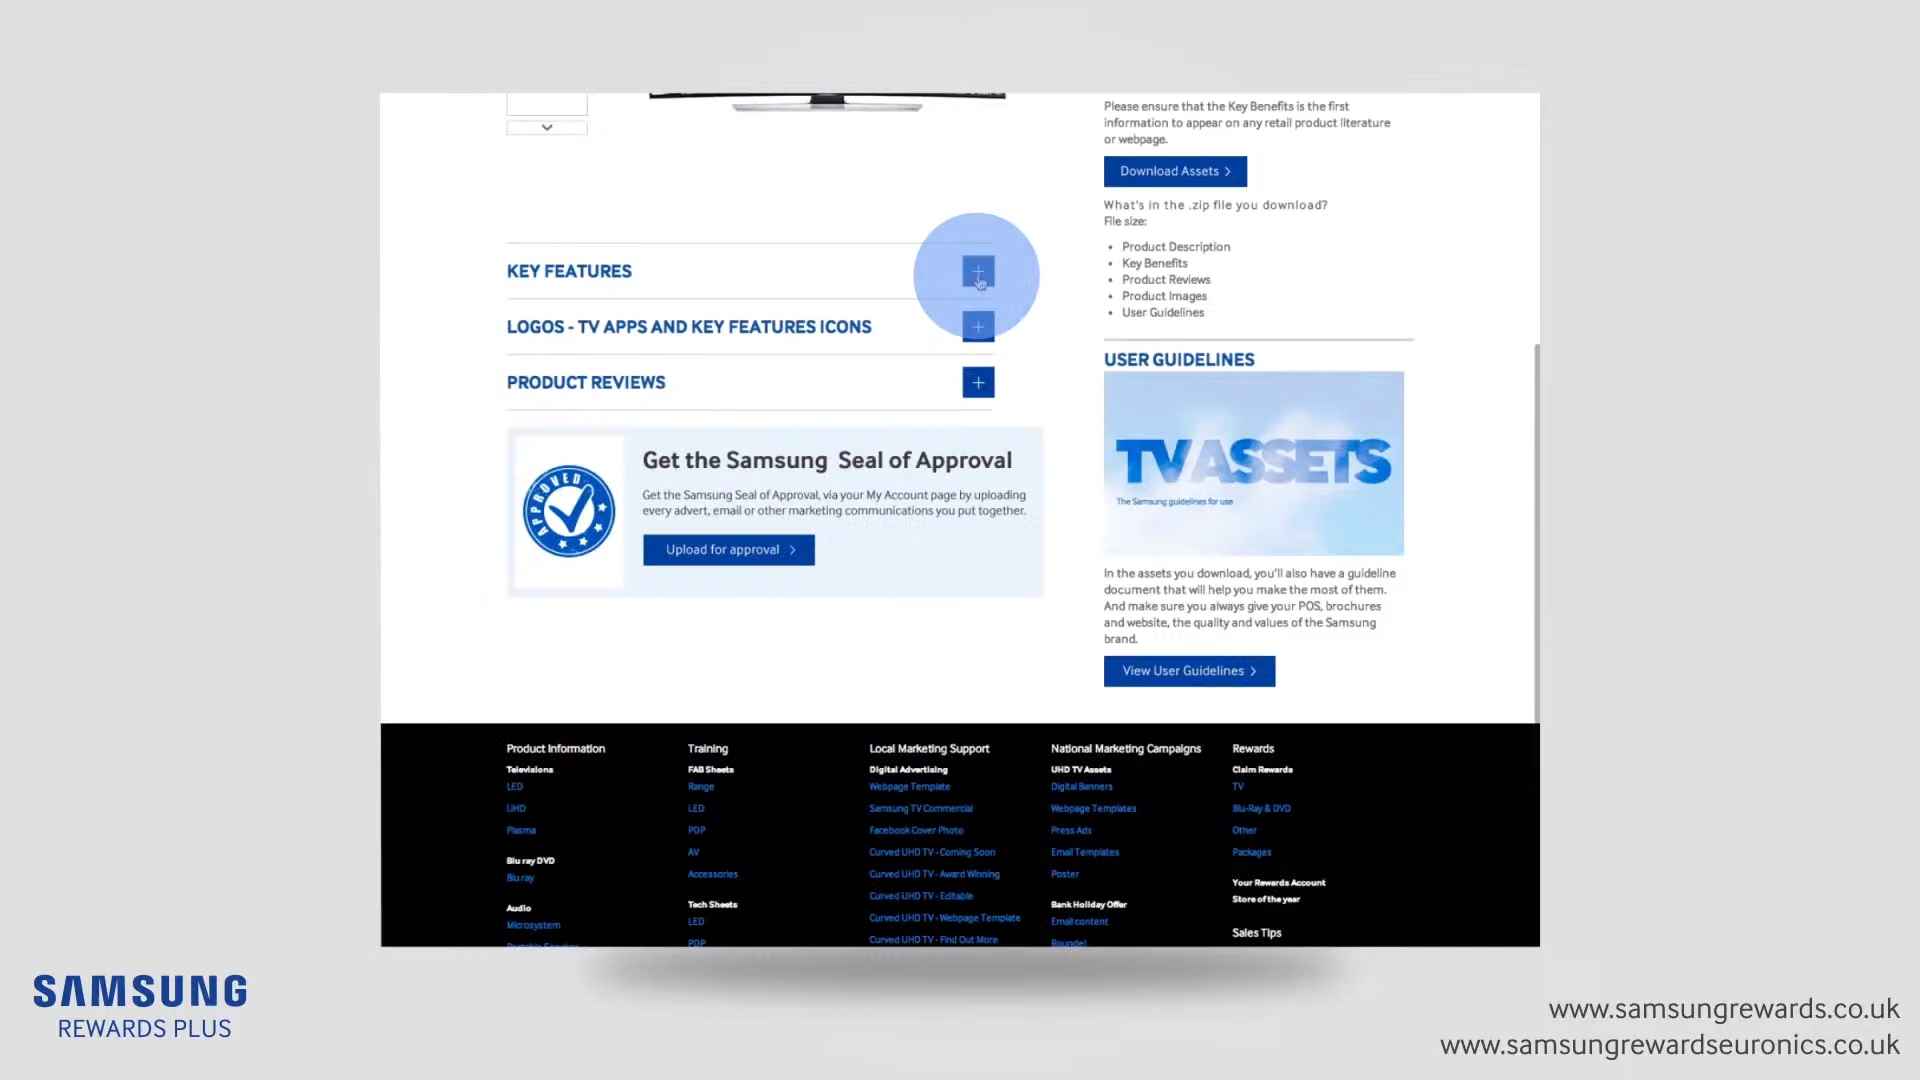 Please ensure that the Key Benefits is the first
information to appear on any retail product literature
or webpage.
Download Assets
What's in the .zip file you download?
File size:
• Product Description
• Key Benefits
• Product Reviews
• Product Images
• User Guidelines
KEY FEATURES
LOGOS - TV APPS AND KEY FEATURES ICONS
PRODUCT REVIEWS
APPROVED
Get the Samsung Seal of Approval
Get the Samsung Seal of Approval, via your My Account page by uploading
every advert, email or other marketing communications you put together.
Upload for approval
USER GUIDELINES
TV ASSETS
The Samsung guidelines for use
In the assets you download, you'll also have a guideline
document that will help you make the most of them.
And make sure you always give your POS, brochures
and website, the quality and values of the Samsung
brand.
View User Guidelines
Product Information
Televisions
LED
UHD
Plasma
Blu ray DVD
Blu ray
Audio
Microsystem
Portable Speaker
Training
FAB Sheets
Range
LED
PDP
AV
Accessories
Tech Sheets
LED
PDP
Local Marketing Support
Digital Advertising
Webpage Template
Samsung TV Commercial
Facebook Cover Photo
Curved UHD TV - Coming Soon
Curved UHD TV - Award Winning
Curved UHD TV - Editable
Curved UHD TV - Webpage Template
Curved UHD TV - Find Out More
National Marketing Campaigns
UHD TV Assets
Digital Banners
Webpage Templates
Press Ads
Email Templates
Poster
Bank Holiday Offer
Email content
Roundel
Rewards
Claim Rewards
TV
Blu-Ray & DVD
Other
Packages
Your Rewards Account
Store of the year
Sales Tips
SAMSUNG
REWARDS PLUS
www.samsungrewards.co.uk
www.samsungrewardseuronics.co.uk